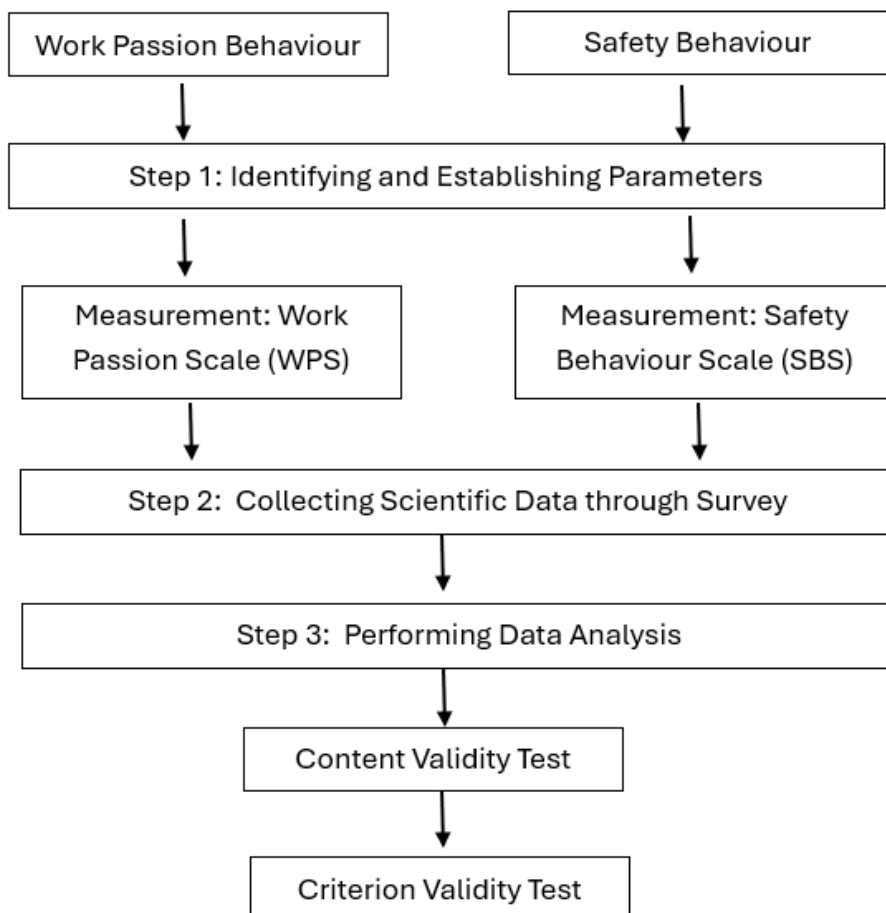 Work Passion Behaviour
Safety Behaviour
Step 1: Identifying and Establishing Parameters
Measurement: Work
Passion Scale (WPS)
Measurement: Safety
Behaviour Scale (SBS)
Step 2:  Collecting Scientific Data through Survey
Step 3:  Performing Data Analysis
Content Validity Test
Criterion Validity Test